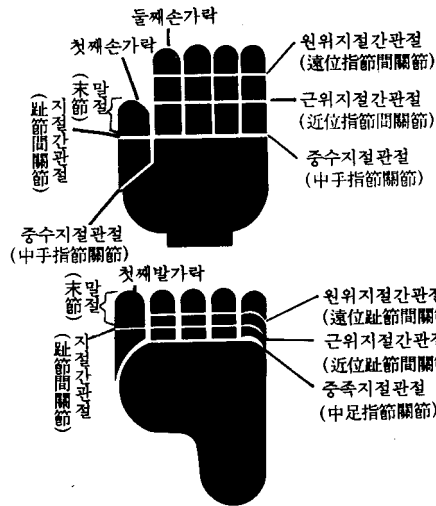 둘째손가락
첫째손가락
말절
(末節)
지절간관절
(趾節間關節)
원위지절간관절
(遠位指節間關節)
근위지절간관절
(近位指節間關節)
중수지절관절
(中手指節關節)
중수지절관절
(中手指節關節)
첫째발가락
말절
(末節)
지절간관절
(趾節間關節)
원위지절간관절
(遠位趾節間關節
근위지절간관절
(近位趾節間關節
중족지절관절
(中足指節關節)